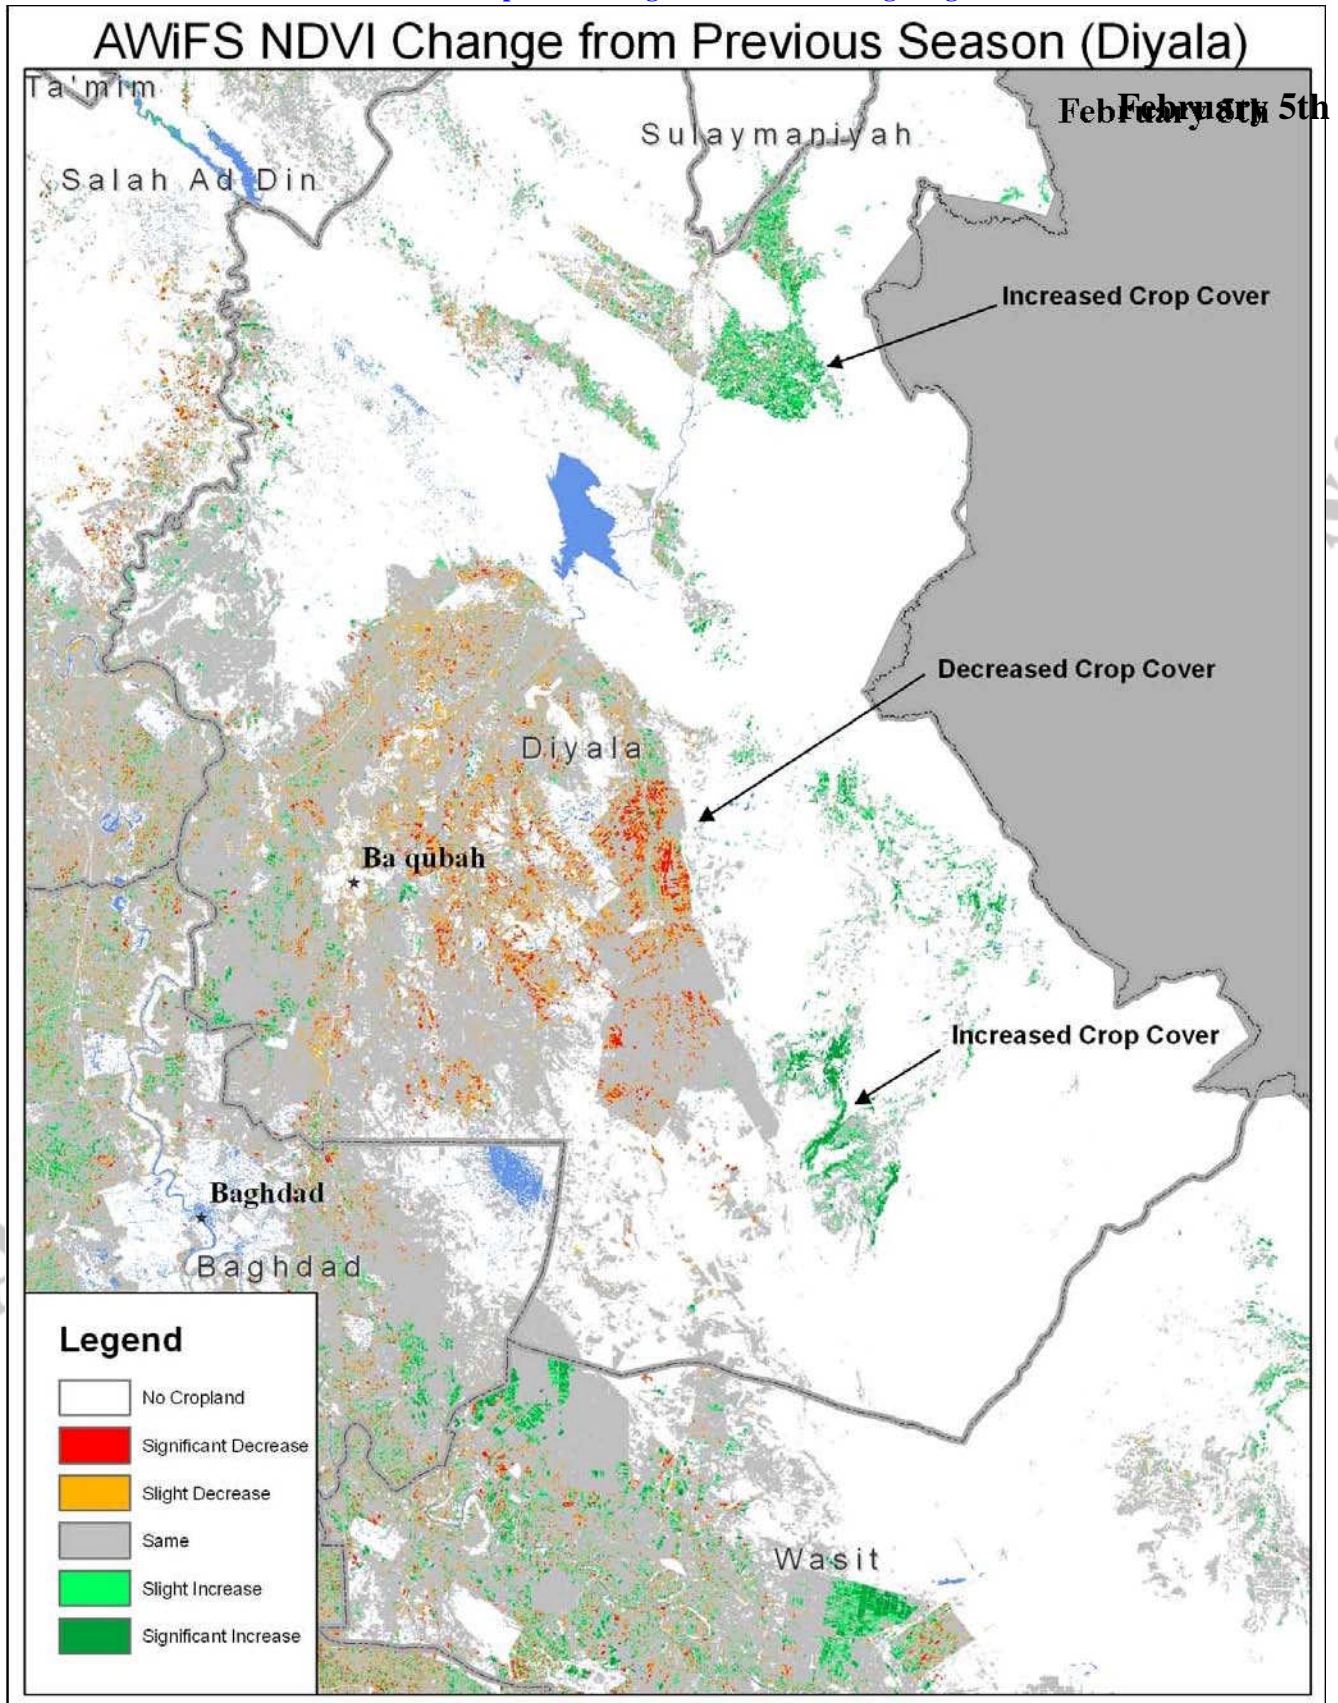 AWiFS NDVI Change from Previous Season (Diyala)
Ta'mim
February 5th
February 5th
Sulaymaniyah
Salah Ad Din
Increased Crop Cover
Decreased Crop Cover
Diyala
Ba qubah
Increased Crop Cover
Baghdad
Baghdad
Legend
No Cropland
Significant Decrease
Slight Decrease
Same
Slight Increase
Significant Increase
Wasit